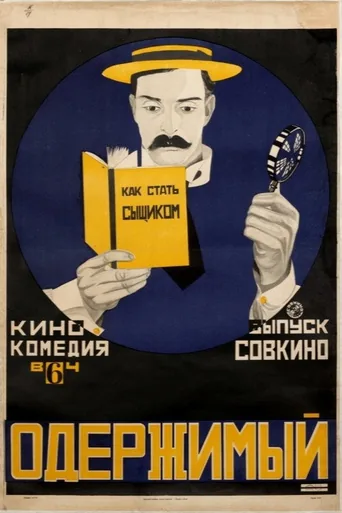 КАК СТАТЬ
СЫЩИКОМ
КИНО
КОМЕДИЯ
В 6 Ч
ВЫПУСК
СОВКИНО
ОДЕРЖИМЫЙ